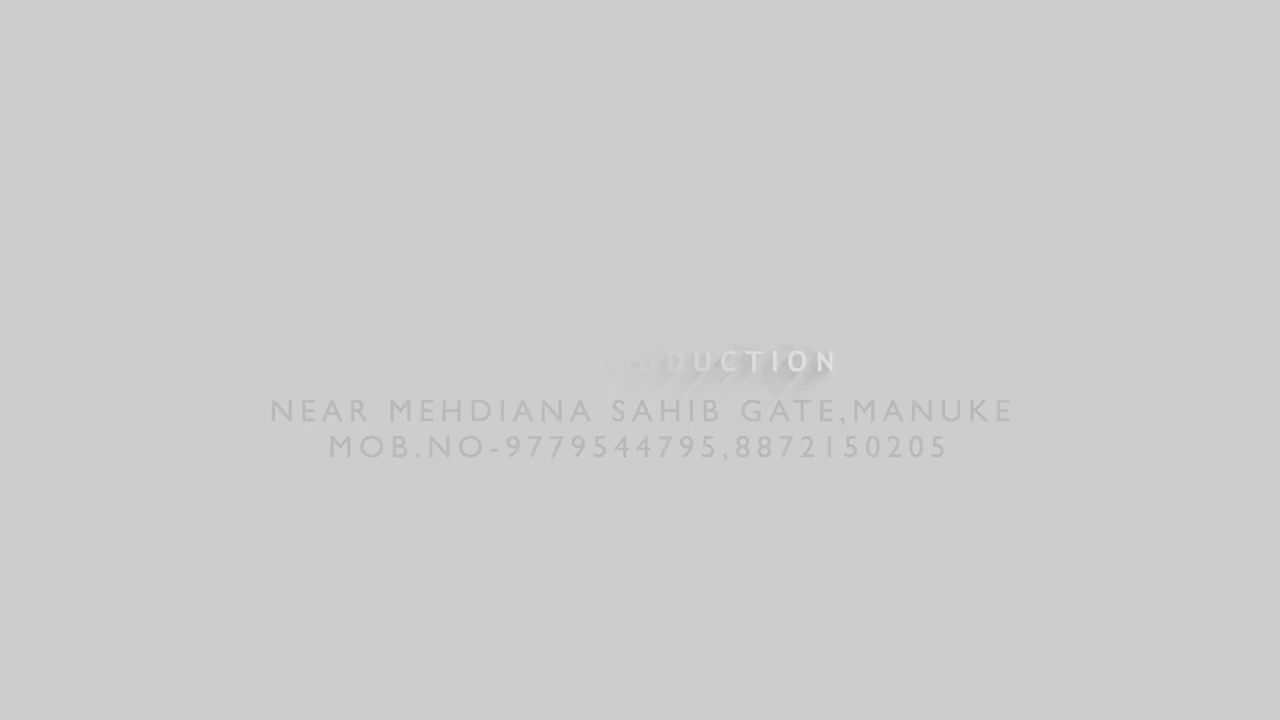 DUCTION
NEAR MEHDIANA SAHIB GATE,MANUKE
MOB.NO-9779544795,8872150205